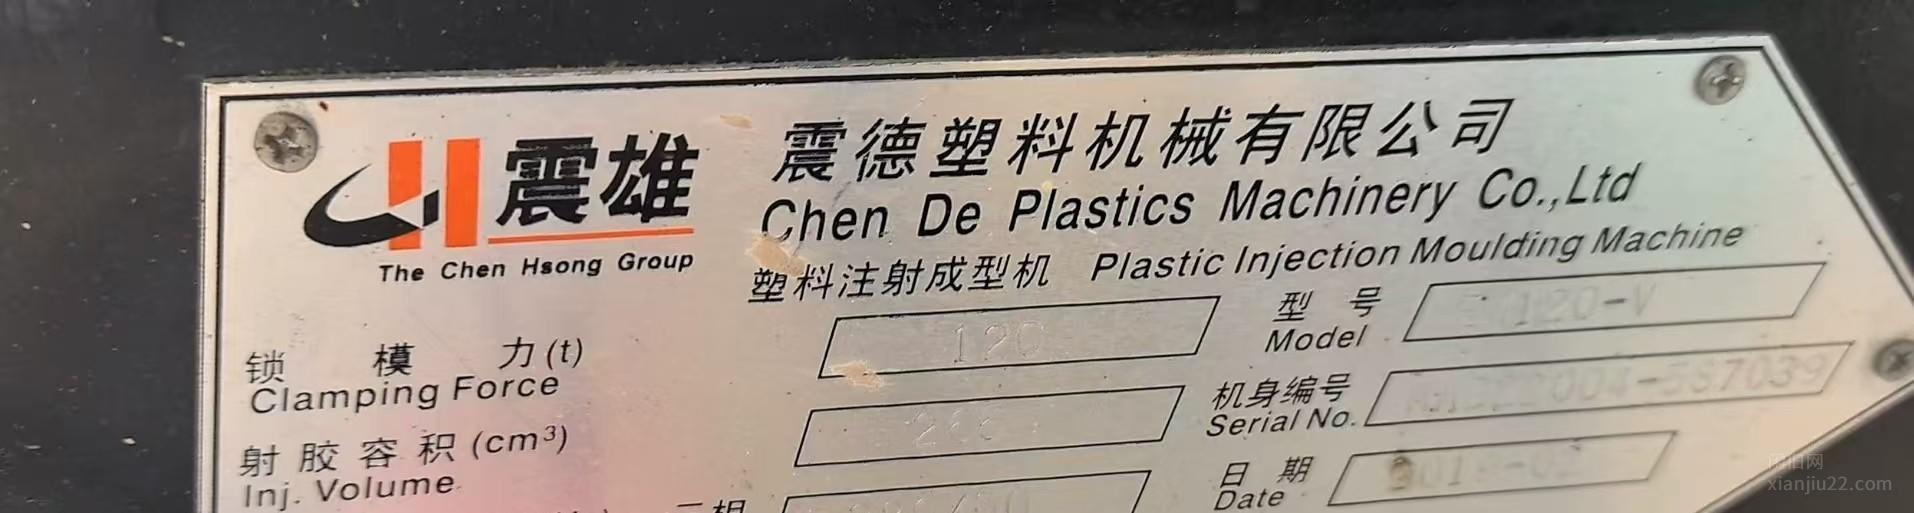 震雄
The Chen Hsong Group
震德塑料机械有限公司
Chen De Plastics Machinery Co.,Ltd
塑料注射成型机 Plastic Injection Moulding Machine
锁模力(t) 120
Clamping Force
型号
Model
机身编号
Serial No.
射胶容积(cm³)
Inj. Volume
日期
Date
xianjiu22.com